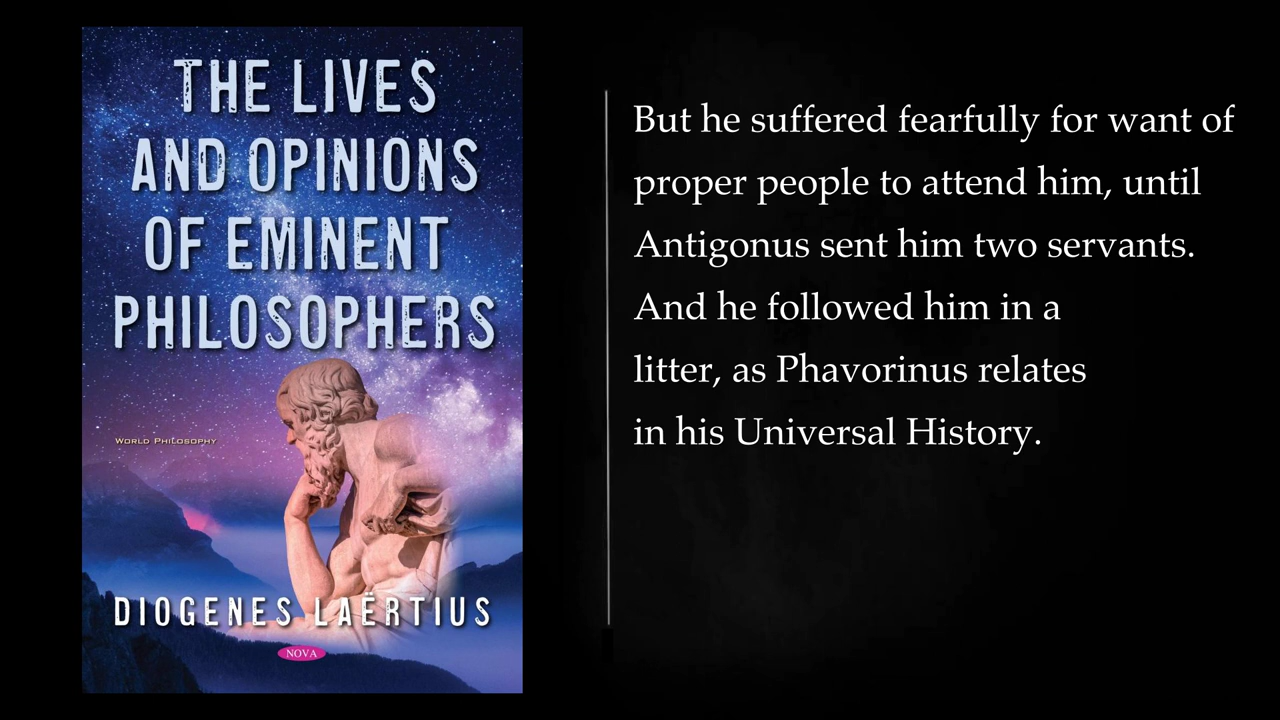 THE LIVES
AND OPINIONS
OF EMINENT
PHILOSOPHERS
WORLD PHILOSOPHY
DIOGENES LAËRTIUS
NOVA
But he suffered fearfully for want of
proper people to attend him, until
Antigonus sent him two servants.
And he followed him in a
litter, as Phavorinus relates
in his Universal History.